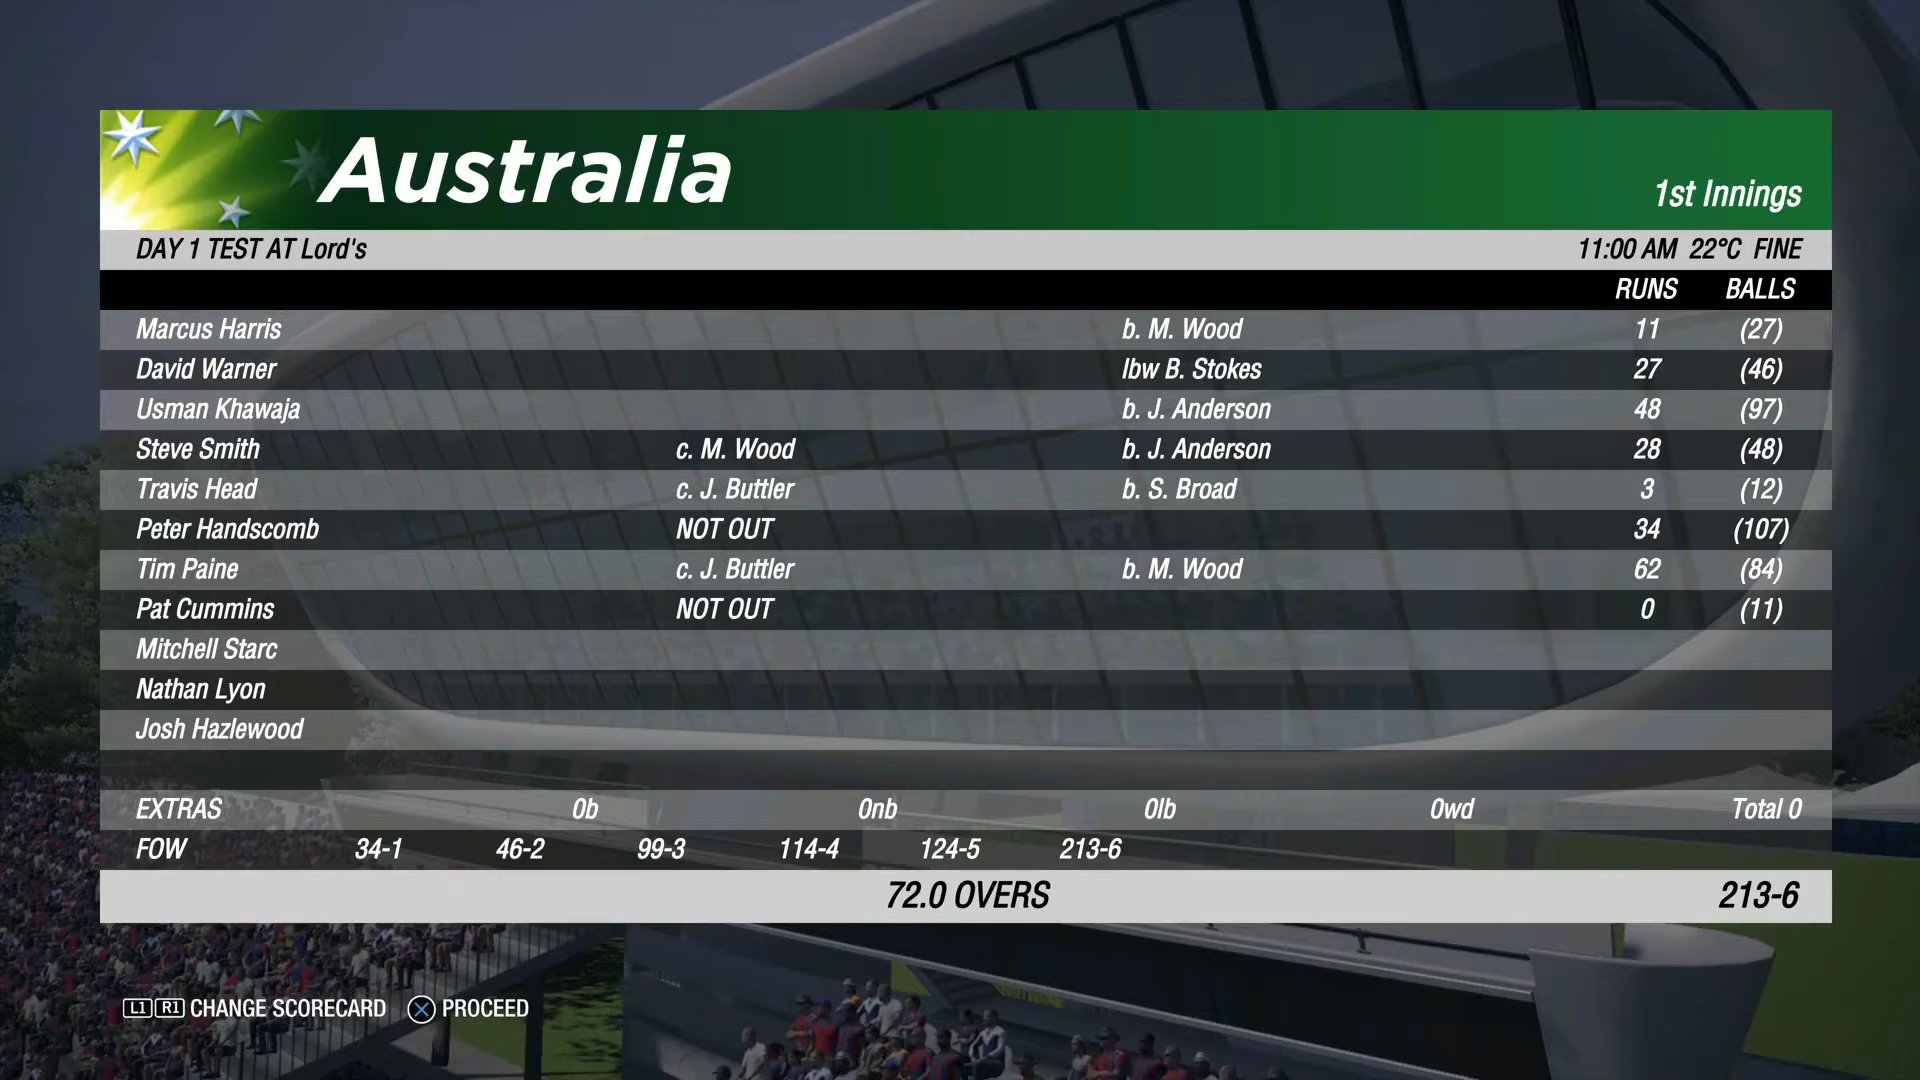 Australia
1st Innings
DAY 1 TEST AT Lord's 11:00 AM 22°C FINE
RUNS BALLS
Marcus Harris b. M. Wood 11 (27)
David Warner lbw B. Stokes 27 (46)
Usman Khawaja b. J. Anderson 48 (97)
Steve Smith c. M. Wood b. J. Anderson 28 (48)
Travis Head c. J. Buttler b. S. Broad 3 (12)
Peter Handscomb NOT OUT 34 (107)
Tim Paine c. J. Buttler b. M. Wood 62 (84)
Pat Cummins NOT OUT 0 (11)
Mitchell Starc
Nathan Lyon
Josh Hazlewood
EXTRAS 0b 0nb 0lb 0wd Total 0
FOW 34-1 46-2 99-3 114-4 124-5 213-6
72.0 OVERS 213-6
L1 R1 CHANGE SCORECARD PROCEED